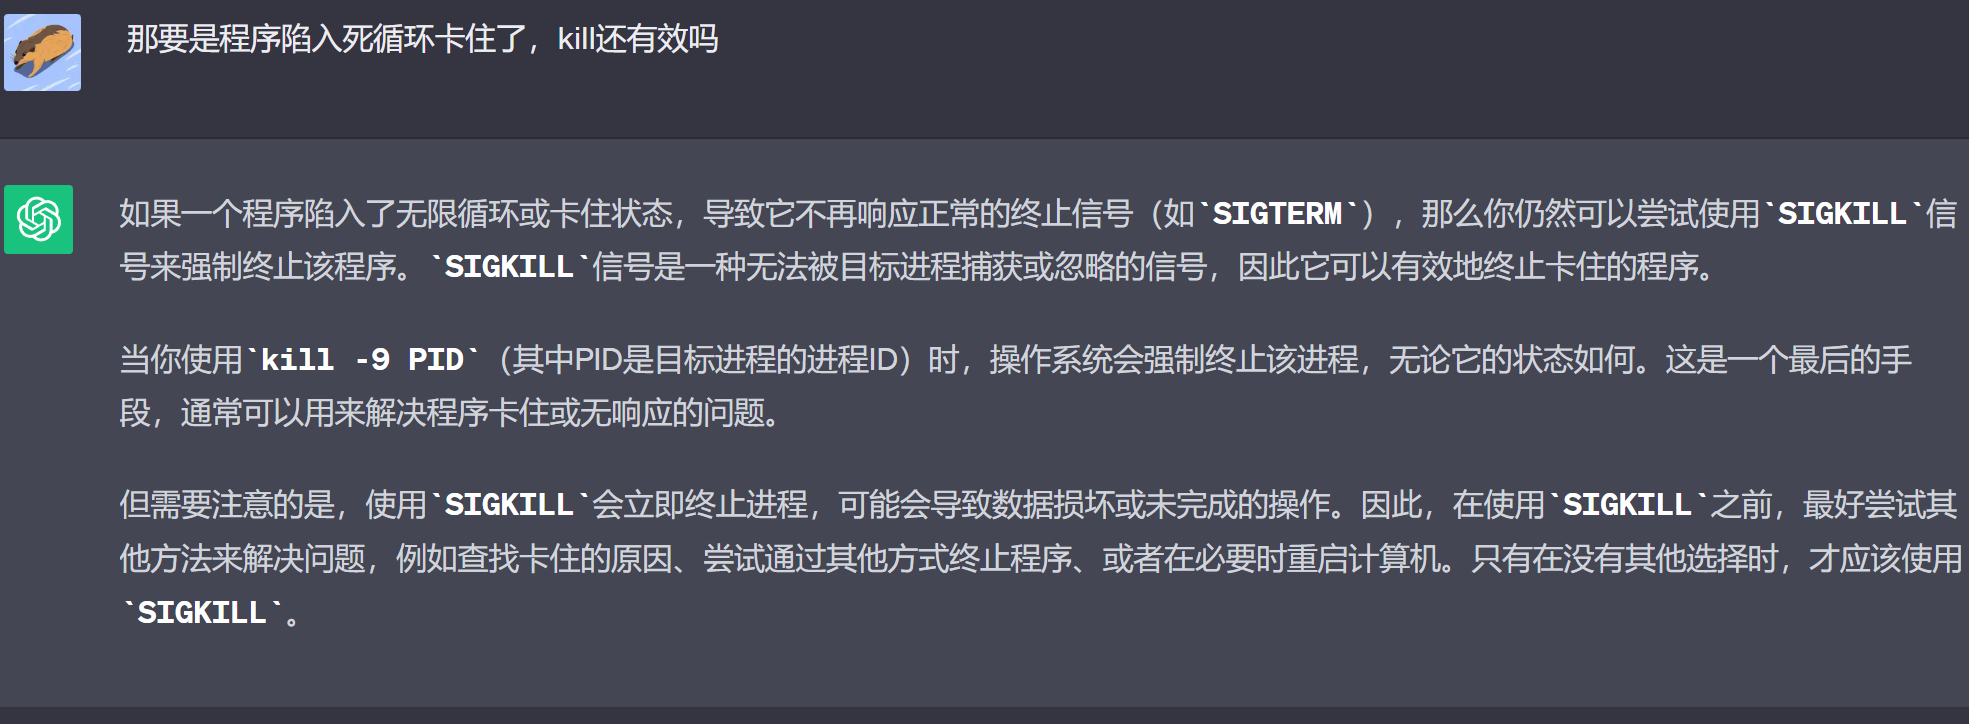 那要是程序陷入死循环卡住了，kill还有效吗
如果一个程序陷入了无限循环或卡住状态，导致它不再响应正常的终止信号（如`SIGTERM`），那么你仍然可以尝试使用`SIGKILL`信
号来强制终止该程序。`SIGKILL`信号是一种无法被目标进程捕获或忽略的信号，因此它可以有效地终止卡住的程序。
当你使用`kill -9 PID`（其中PID是目标进程的进程ID）时，操作系统会强制终止该进程，无论它的状态如何。这是一个最后的手
段，通常可以用来解决程序卡住或无响应的问题。
但需要注意的是，使用`SIGKILL`会立即终止进程，可能会导致数据损坏或未完成的操作。因此，在使用`SIGKILL`之前，最好尝试其
他方法来解决问题，例如查找卡住的原因、尝试通过其他方式终止程序、或者在必要时重启计算机。只有在没有其他选择时，才应该使用
`SIGKILL`。